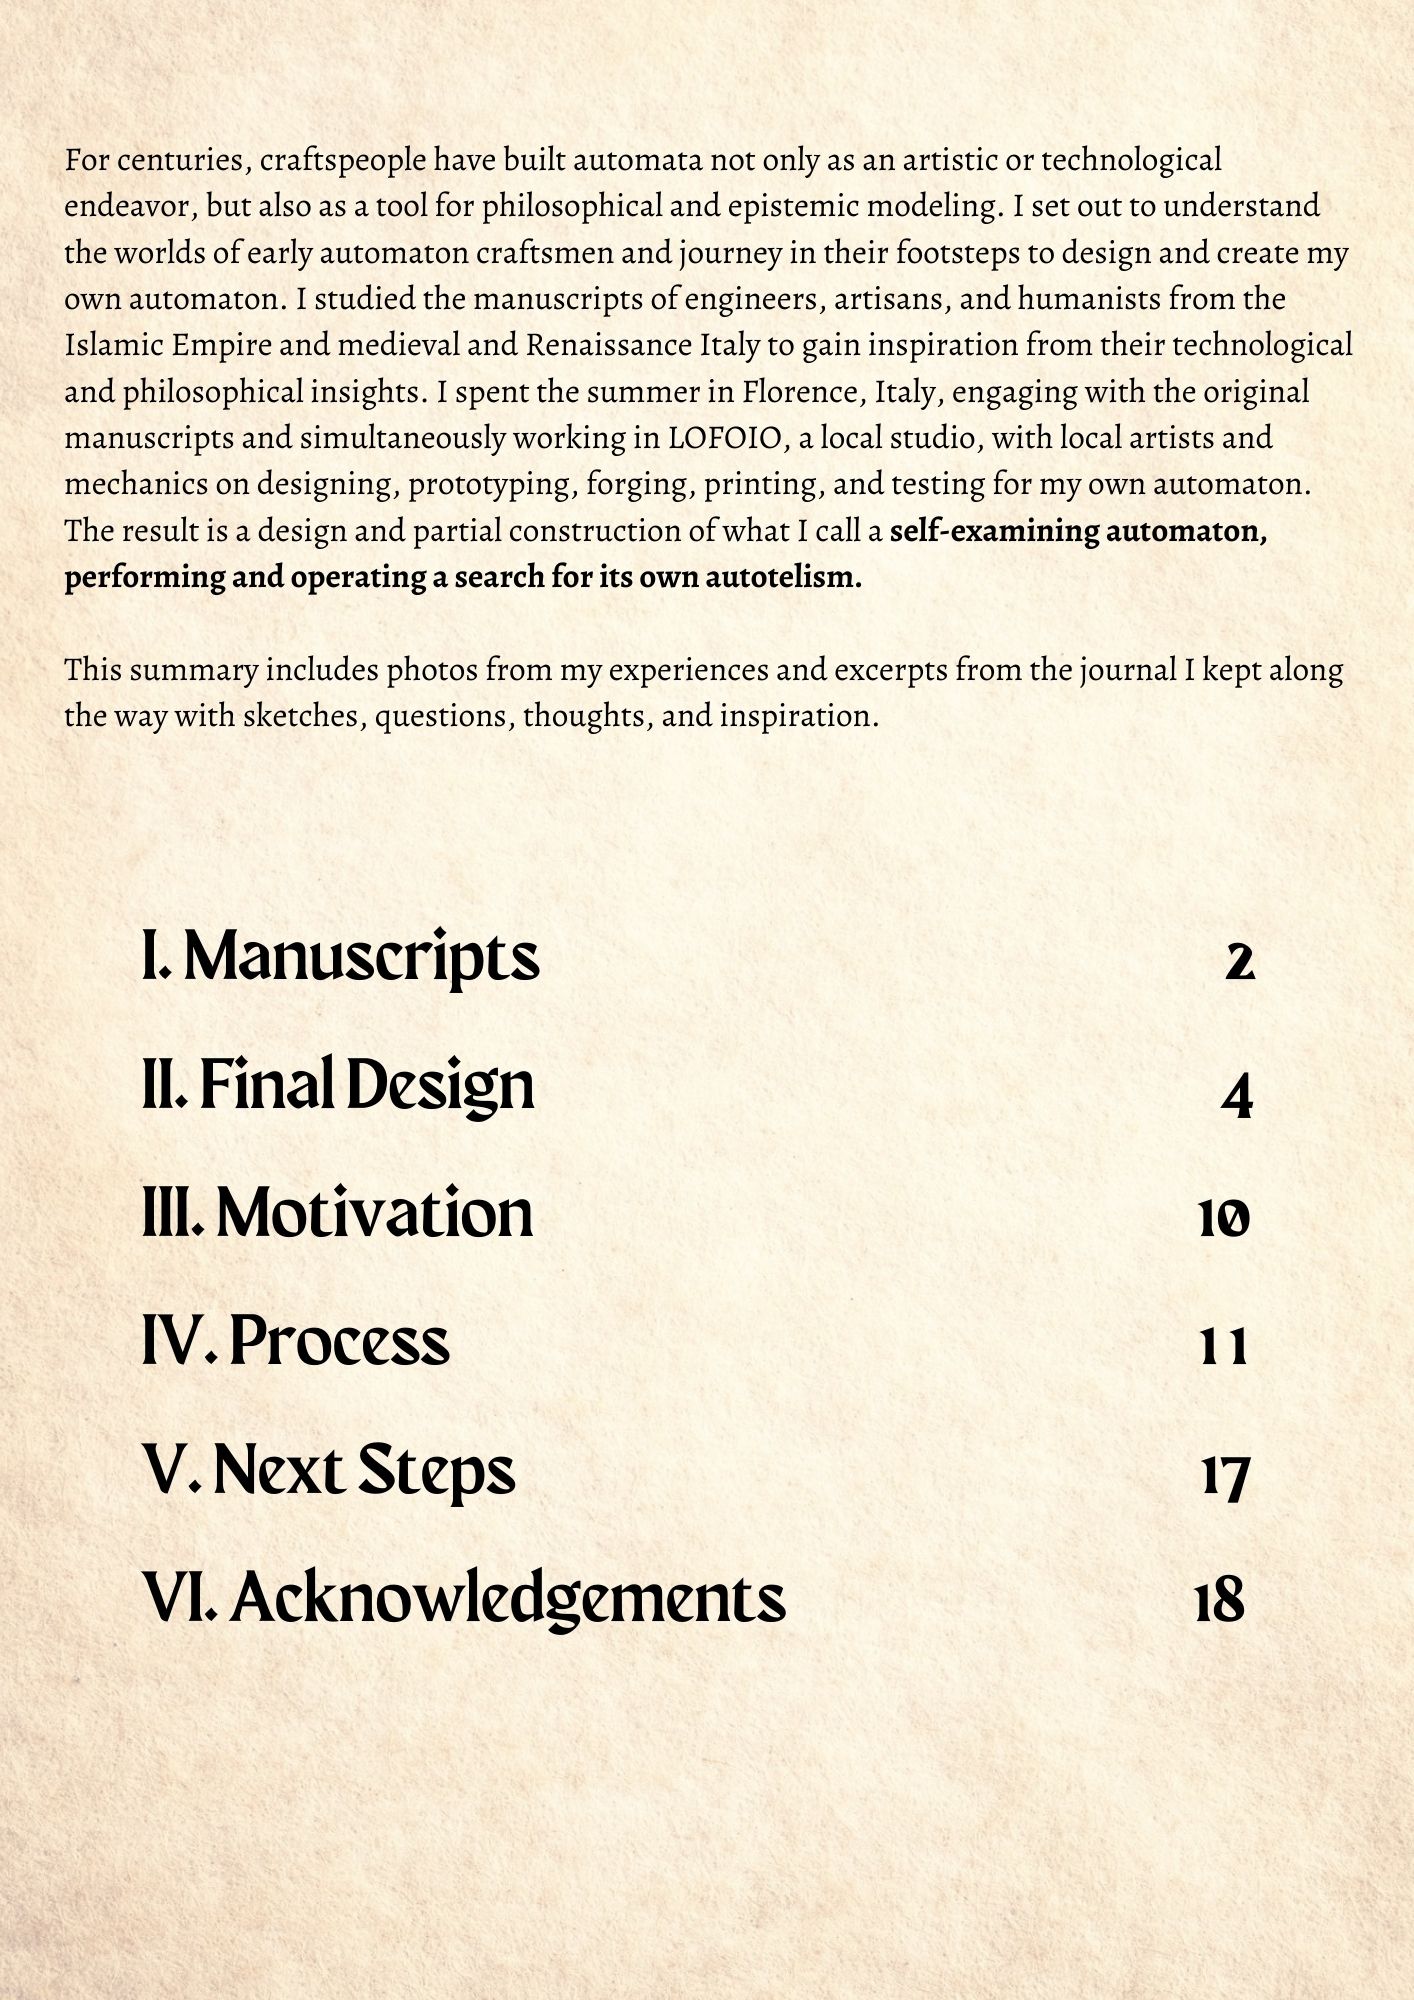 For centuries, craftspeople have built automata not only as an artistic or technological
endeavor, but also as a tool for philosophical and epistemic modeling. I set out to understand
the worlds of early automaton craftsmen and journey in their footsteps to design and create my
own automaton. I studied the manuscripts of engineers, artisans, and humanists from the
Islamic Empire and medieval and Renaissance Italy to gain inspiration from their technological
and philosophical insights. I spent the summer in Florence, Italy, engaging with the original
manuscripts and simultaneously working in LOFOIO, a local studio, with local artists and
mechanics on designing, prototyping, forging, printing, and testing for my own automaton.
The result is a design and partial construction of what I call a self-examining automaton,
performing and operating a search for its own autotelism.
This summary includes photos from my experiences and excerpts from the journal I kept along
the way with sketches, questions, thoughts, and inspiration.
I. Manuscripts 2
II. Final Design 4
III. Motivation 10
IV. Process 11
V. Next Steps 17
VI. Acknowledgements 18